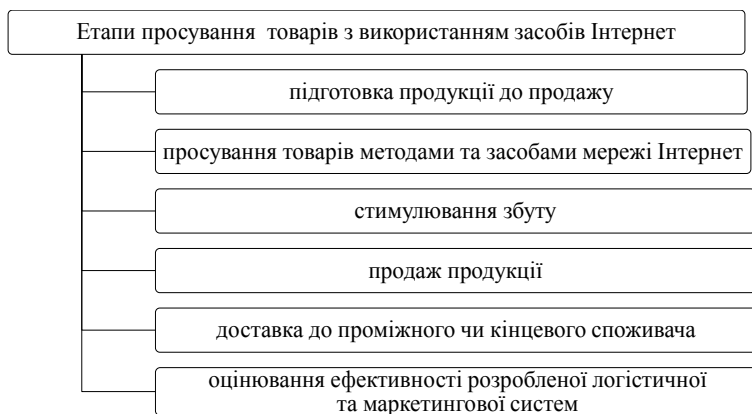 Етапи просування товарів з використанням засобів Інтернет
підготовка продукції до продажу
просування товарів методами та засобами мережі Інтернет
стимулювання збуту
продаж продукції
доставка до проміжного чи кінцевого споживача
оцінювання ефективності розробленої логістичної
та маркетингової систем